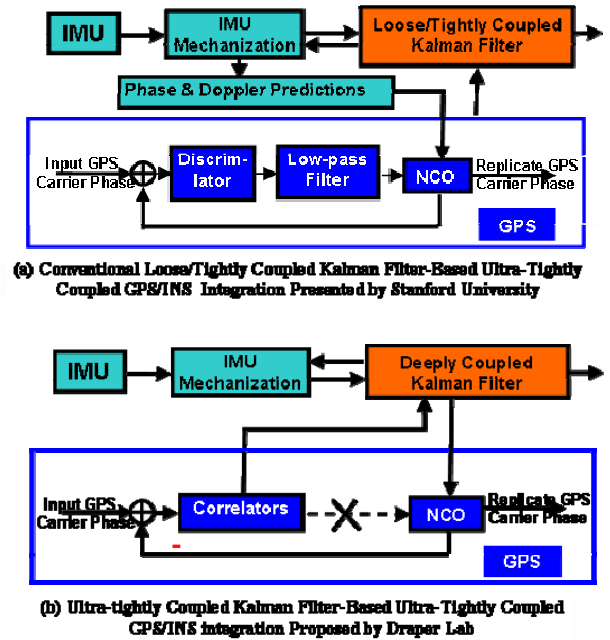 IMU
IMU
Mechanization
Loose/Tightly Coupled
Kalman Filter
Phase & Doppler Predictions
Input GPS
Carrier Phase
Discrim-
inator
Low-pass
Filter
NCO
Replicate GPS
Carrier Phase
GPS
(a) Conventional Loose/Tightly Coupled Kalman Filter-Based Ultra-Tightly
Coupled GPS/INS Integration Presented by Stanford University
IMU
IMU
Mechanization
Deeply Coupled
Kalman Filter
Input GPS
Carrier Phase
Correlators
NCO
Replicate GPS
Carrier Phase
GPS
(b) Ultra-tightly Coupled Kalman Filter-Based Ultra-Tightly Coupled
GPS/INS integration Proposed by Draper Lab